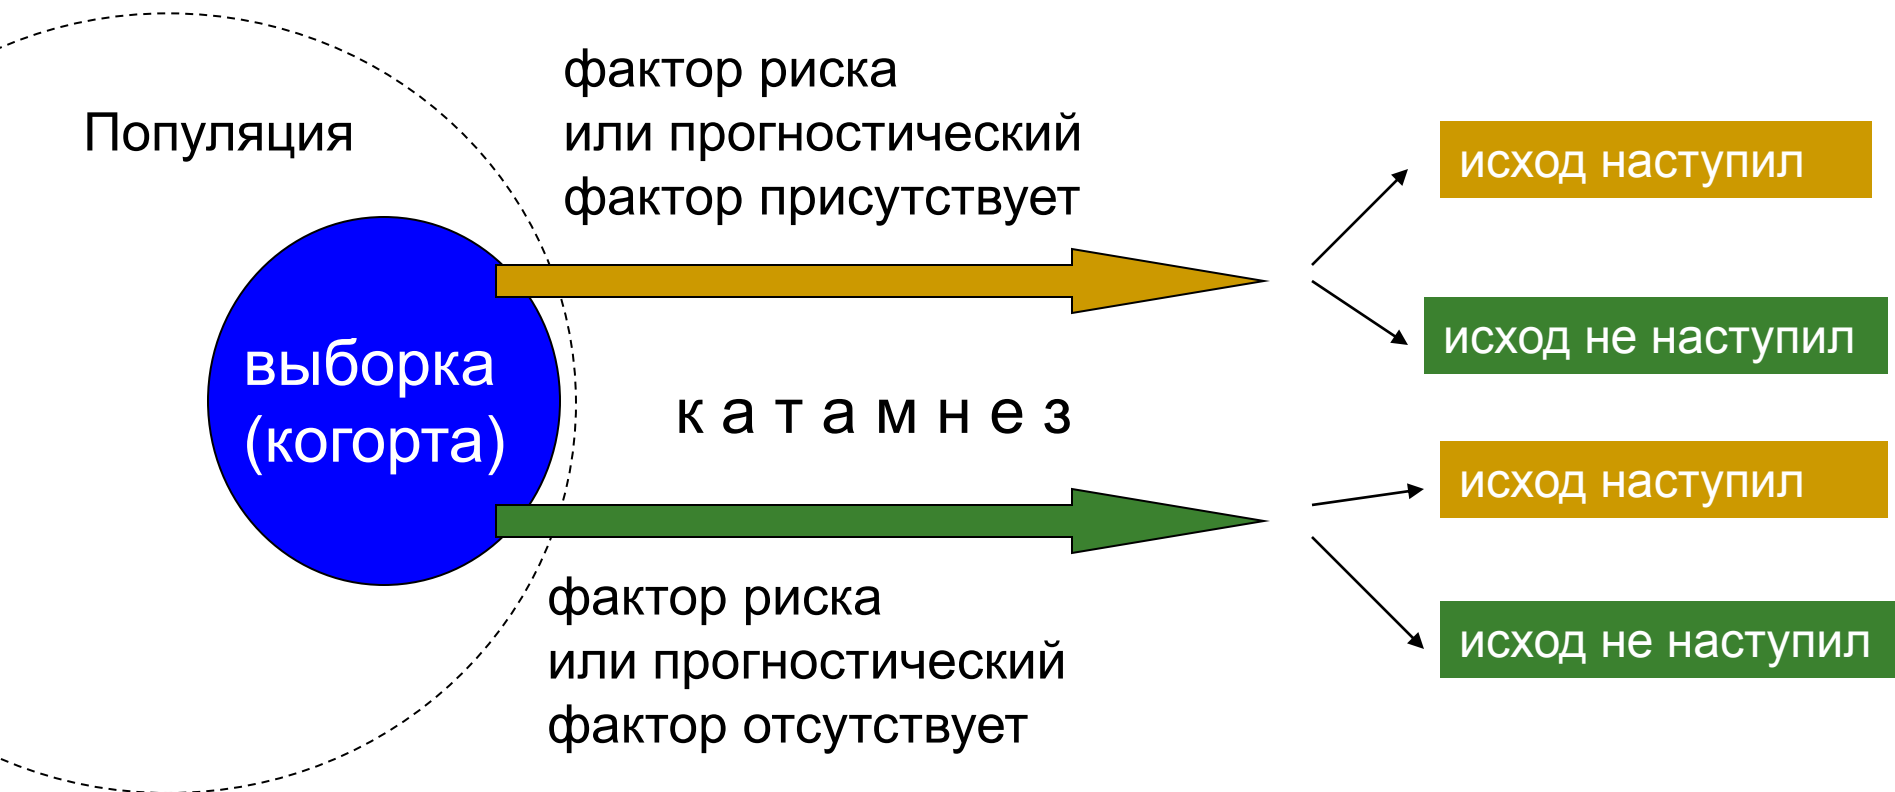 Популяция
фактор риска
или прогностический
фактор присутствует
выборка
(когорта)
к а т а м н е з
фактор риска
или прогностический
фактор отсутствует
исход наступил
исход не наступил
исход наступил
исход не наступил